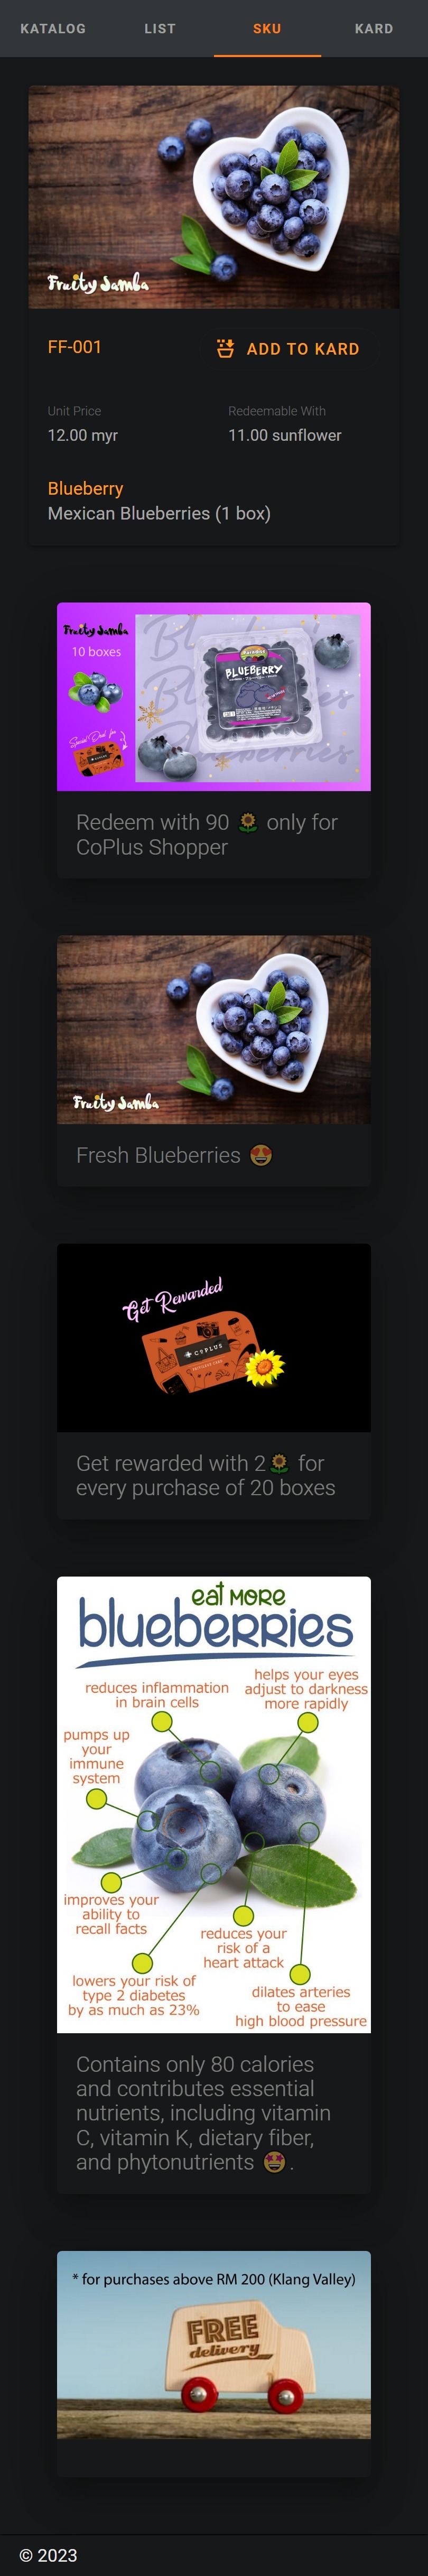 KATALOG
LIST
SKU
KARD
Fruity Samba
FF-001
ADD TO KARD
Unit Price
Redeemable With
12.00 myr
11.00 sunflower
Blueberry
Mexican Blueberries (1 box)
Fruity Samba
10 boxes
Special Deal for
Paradise
BLUEBERRY
Redeem with 90 🌻 only for
CoPlus Shopper
Fruity Samba
Fresh Blueberries 😍
Get Rewarded
Get rewarded with 2🌻 for
every purchase of 20 boxes
eat MORE
blueberries
reduces inflammation
in brain cells
helps your eyes
adjust to darkness
more rapidly
pumps up
your
immune
system
improves your
ability to
recall facts
reduces your
risk of a
heart attack
lowers your risk of
type 2 diabetes
by as much as 23%
dilates arteries
to ease
high blood pressure
Contains only 80 calories
and contributes essential
nutrients, including vitamin
C, vitamin K, dietary fiber,
and phytonutrients 🤩.
* for purchases above RM 200 (Klang Valley)
FREE
delivery
© 2023